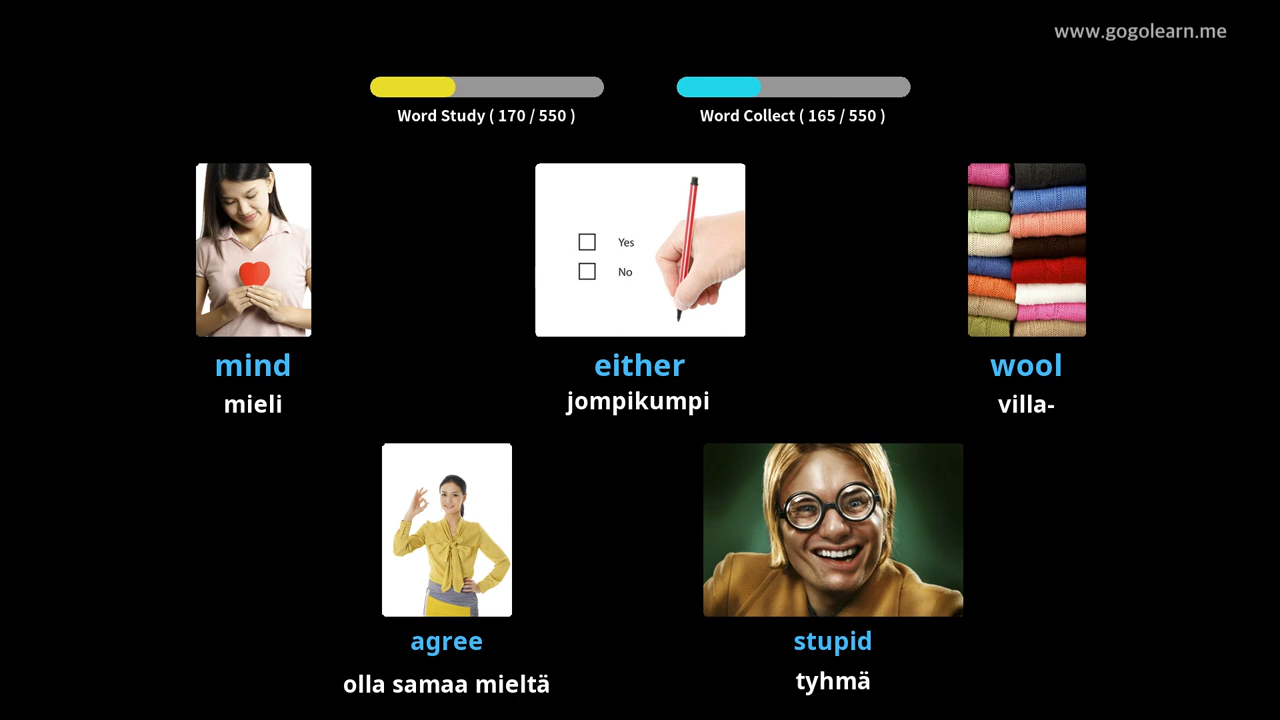 www.gogolearn.me
Word Study ( 170 / 550 )
Word Collect ( 165 / 550 )
Yes
No
mind
either
wool
mieli
jompikumpi
villa-
agree
stupid
olla samaa mieltä
tyhmä